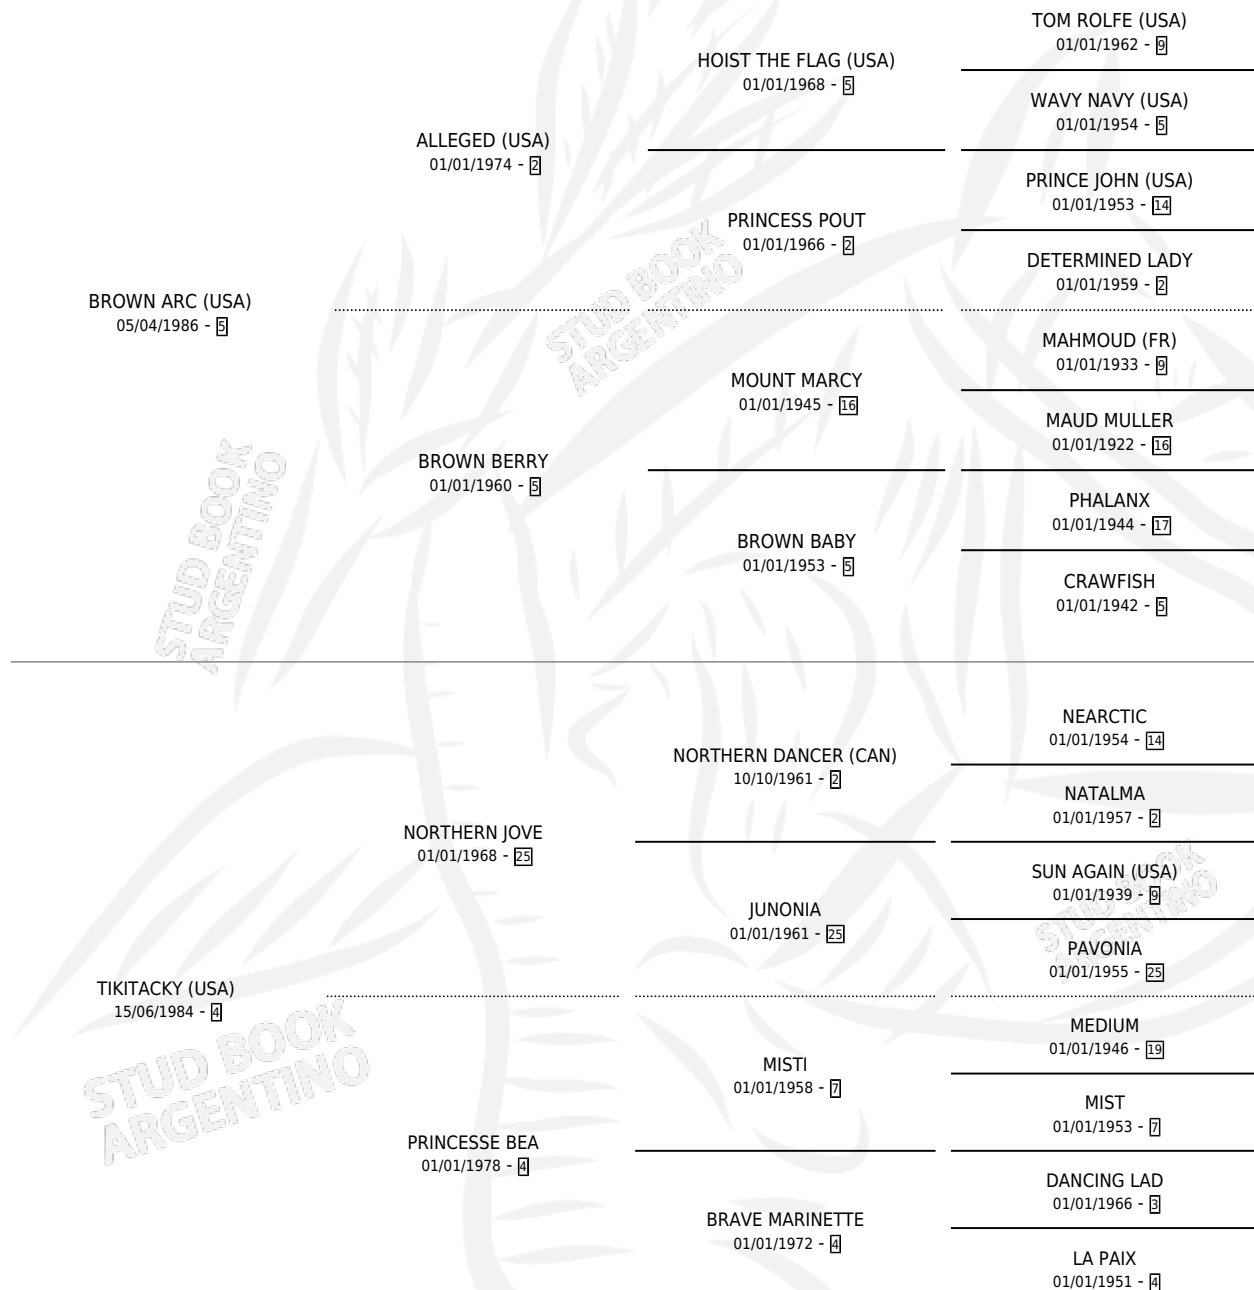 TOM ROLFE (USA)
01/01/1962 - 9
HOIST THE FLAG (USA)
01/01/1968 - 5
WAVY NAVY (USA)
01/01/1954 - 5
ALLEGED (USA)
01/01/1974 - 2
PRINCE JOHN (USA)
01/01/1953 - 14
PRINCESS POUT
01/01/1966 - 2
DETERMINED LADY
01/01/1959 - 2
BROWN ARC (USA)
05/04/1986 - 5
STUD BOOK
ARGENTINO
MAHMOUD (FR)
01/01/1933 - 9
MOUNT MARCY
01/01/1945 - 16
MAUD MULLER
01/01/1922 - 16
BROWN BERRY
01/01/1960 - 5
PHALANX
01/01/1944 - 17
BROWN BABY
01/01/1953 - 5
CRAWFISH
01/01/1942 - 5
STUD BOOK
ARGENTINO
NEARCTIC
01/01/1954 - 14
NORTHERN DANCER (CAN)
10/10/1961 - 2
NATALMA
01/01/1957 - 2
NORTHERN JOVE
01/01/1968 - 25
SUN AGAIN (USA)
01/01/1939 - 9
JUNONIA
01/01/1961 - 25
STUD BOOK
ARGENTINO
PAVONIA
01/01/1955 - 25
TIKITACKY (USA)
15/06/1984 - 4
STUD BOOK
ARGENTINO
MEDIUM
01/01/1946 - 19
MISTI
01/01/1958 - 7
MIST
01/01/1953 - 7
PRINCESSE BEA
01/01/1978 - 4
DANCING LAD
01/01/1966 - 3
BRAVE MARINETTE
01/01/1972 - 4
LA PAIX
01/01/1951 - 4